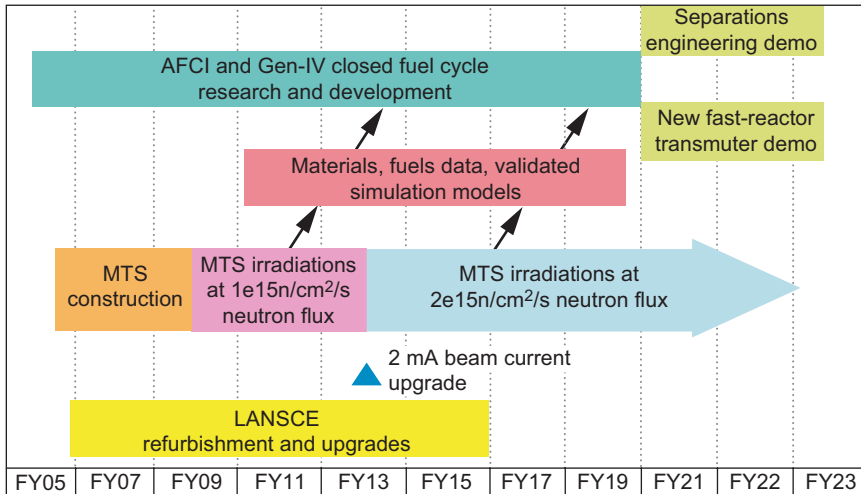 Separations
engineering demo
AFCI and Gen-IV closed fuel cycle
research and development
New fast-reactor
transmuter demo
Materials, fuels data, validated
simulation models
MTS
construction
MTS irradiations
at 1e15n/cm²/s
neutron flux
MTS irradiations at
2e15n/cm²/s neutron flux
2 mA beam current
upgrade
LANSCE
refurbishment and upgrades
FY05 FY07 FY09 FY11 FY13 FY15 FY17 FY19 FY21 FY22 FY23